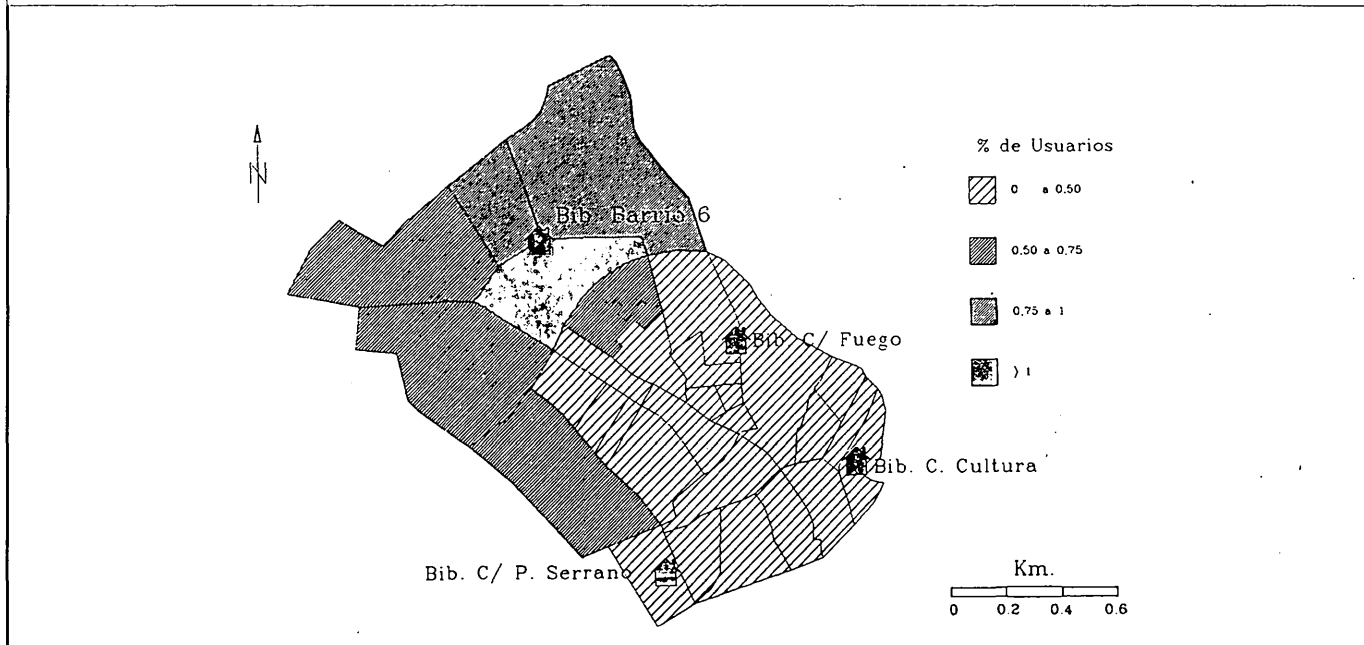 N
% de Usuarios
0 a 0.50
0.50 a 0.75
0.75 a 1
⟩ 1
Bib. Barrio 6
Bib. C/ Fuego
Bib. C. Cultura
Bib. C/ P. Serrano
Km.
0 0.2 0.4 0.6